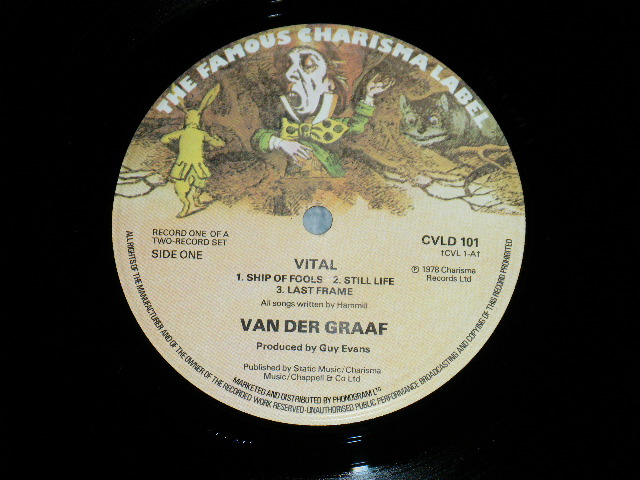 THE FAMOUS CHARISMA LABEL
RECORD ONE OF A
TWO-RECORD SET
SIDE ONE
CVLD 101
†CVL 1-A†
℗ 1978 Charisma
Records Ltd
VITAL
1. SHIP OF FOOLS 2. STILL LIFE
3. LAST FRAME
All songs written by Hammill
VAN DER GRAAF
Produced by Guy Evans
Published by Static Music/Charisma
Music/Chappell & Co Ltd
MARKETED AND DISTRIBUTED BY PHONOGRAM LTD
ALL RIGHTS OF THE MANUFACTURER AND OF THE OWNER OF THE RECORDED WORK RESERVED-UNAUTHORISED PUBLIC PERFORMANCE BROADCASTING AND COPYING OF THIS RECORD PROHIBITED